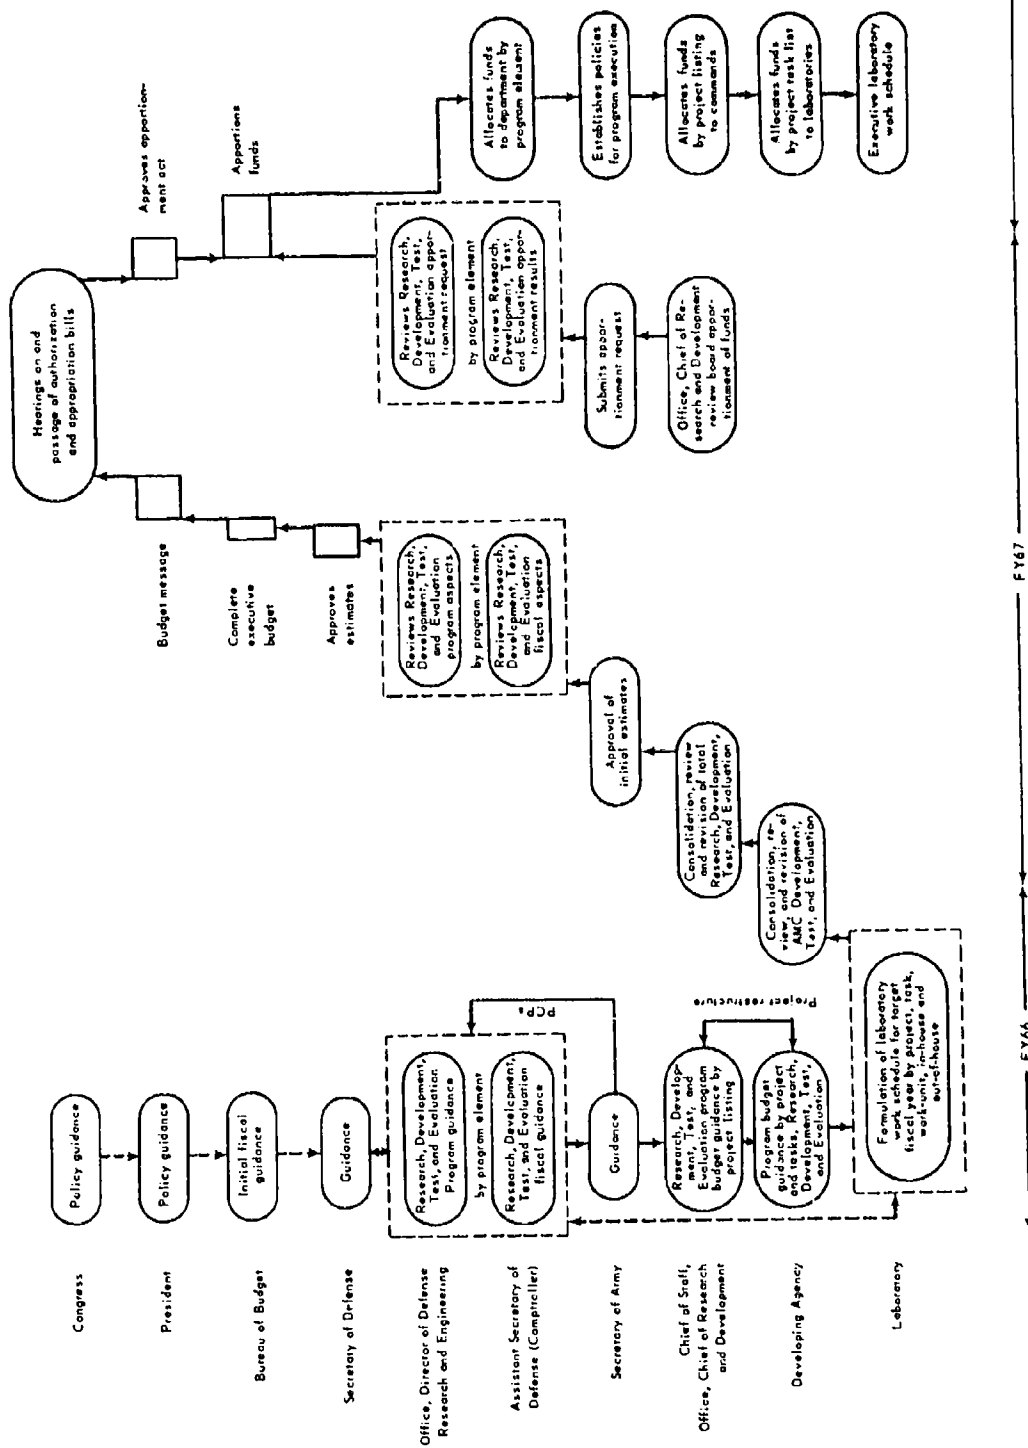 Congress
President
Bureau of Budget
Secretary of Defense
Office, Director of Defense
Research and Engineering
Assistant Secretary of
Defense (Comptroller)
Secretary of Army
Chief of Staff,
Office, Chief of Research
and Development
Developing Agency
Laboratory
Policy guidance
Policy guidance
Initial fiscal
guidance
Guidance
Research, Development,
Test, and Evaluation
Program guidance
by program element
Research, Development,
Test, and Evaluation
fiscal guidance
PCPs
Guidance
Research, Develop-
ment, Test, and
Evaluation program
budget guidance by
project listing
Program budget
guidance by project
and tasks, Research,
Development, Test,
and Evaluation
Project restructure
Formulation of laboratory
work schedule for target
fiscal year by project, task,
work-unit, in-house and
out-of-house
Consolidation, re-
view, and revision of
AMC Development,
Test, and Evaluation
Consolidation, review
and revision of total
Research, Development,
Test, and Evaluation
Approval of
initial estimates
Reviews Research,
Development, Test,
and Evaluation
program aspects
by program element
Reviews Research,
Development, Test,
and Evaluation
fiscal aspects
Approves
estimates
Complete
executive
budget
Budget message
Hearings on and
passage of authorization
and appropriation bills
Approves apportion-
ment act
Apportions
funds
Reviews Research,
Development, Test,
and Evaluation appor-
tionment request
by program element
Reviews Research,
Development, Test,
and Evaluation appor-
tionment results
Submits appor-
tionment request
Office, Chief of Re-
search and Development
review board appor-
tionment of funds
Allocates funds
to department by
program element
Establishes policies
for program execution
Allocates funds
by project listing
to commands
Allocates funds
by project task list
to laboratories
Executive laboratory
work schedule
FY66
FY67